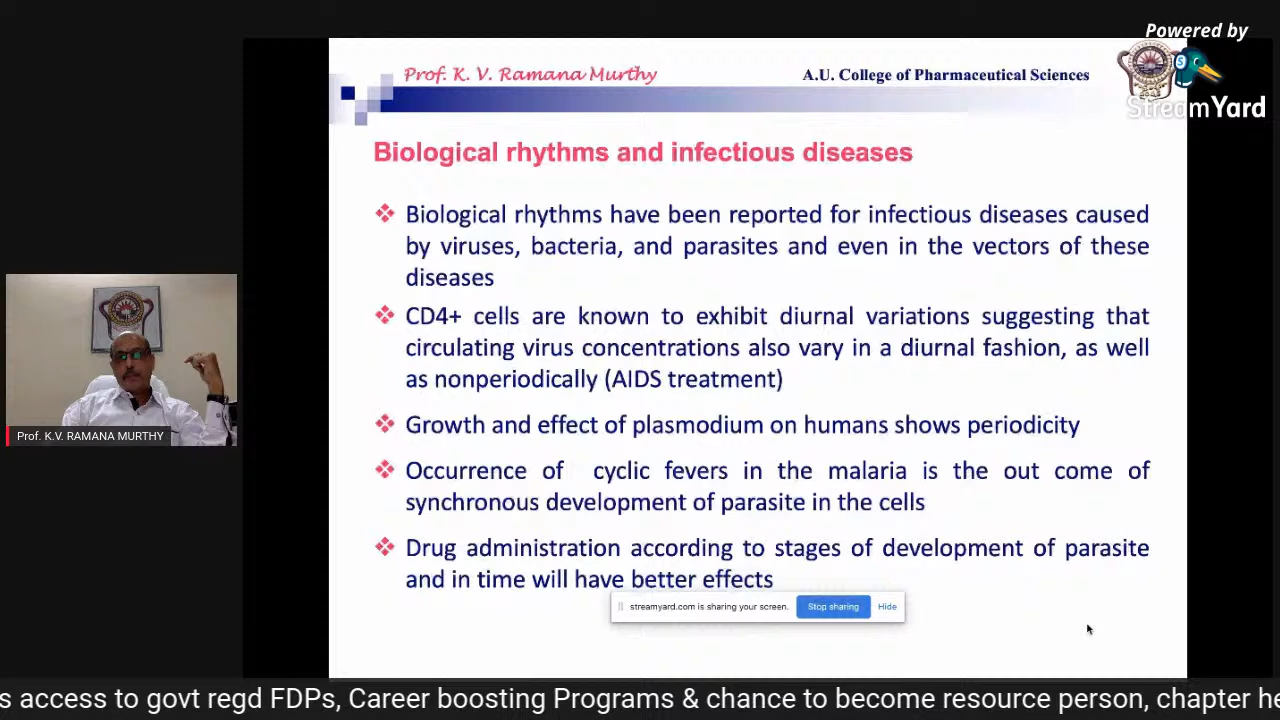 Powered by
StreamYard
Prof. K. V. Ramana Murthy
A.U. College of Pharmaceutical Sciences
Biological rhythms and infectious diseases
Biological rhythms have been reported for infectious diseases caused
by viruses, bacteria, and parasites and even in the vectors of these
diseases
CD4+ cells are known to exhibit diurnal variations suggesting that
circulating virus concentrations also vary in a diurnal fashion, as well
as nonperiodically (AIDS treatment)
Growth and effect of plasmodium on humans shows periodicity
Occurrence of cyclic fevers in the malaria is the out come of
synchronous development of parasite in the cells
Drug administration according to stages of development of parasite
and in time will have better effects
streamyard.com is sharing your screen. Stop sharing Hide
Prof. K.V. RAMANA MURTHY
s access to govt regd FDPs, Career boosting Programs & chance to become resource person, chapter he